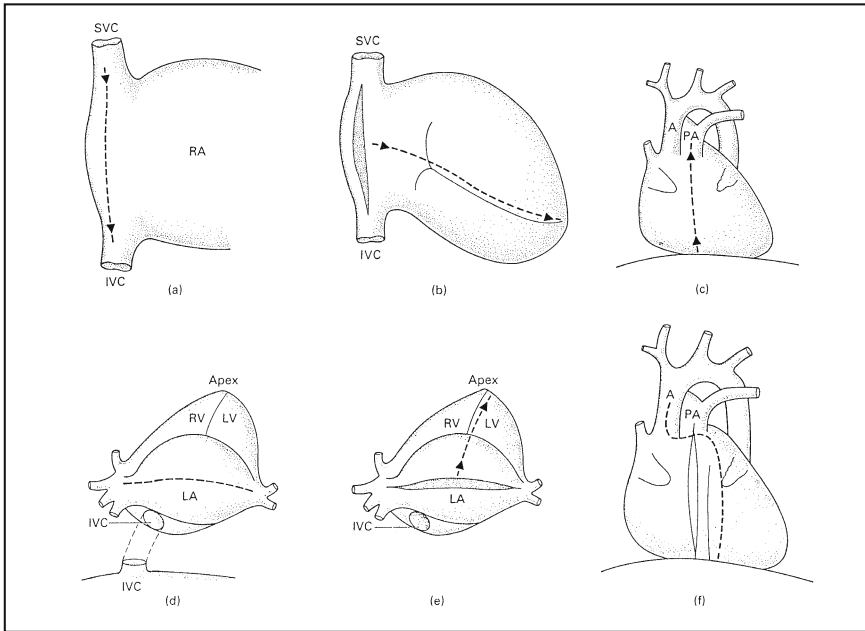 SVC
RA
IVC
(a)
SVC
IVC
(b)
A
PA
(c)
Apex
RV LV
LA
IVC
IVC
(d)
Apex
RV LV
LA
IVC
(e)
A
PA
(f)